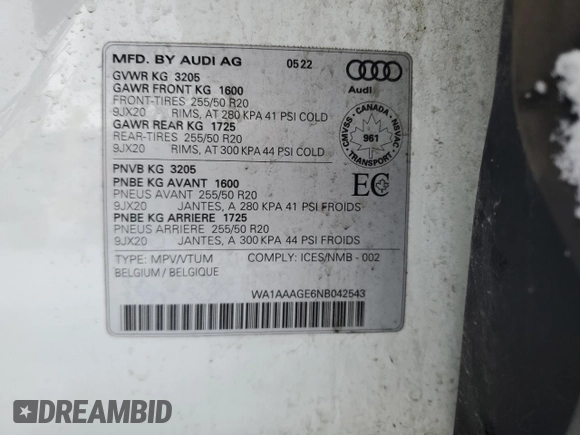 MFD. BY AUDI AG 05 22
GVWR KG 3205
GAWR FRONT KG 1600
FRONT-TIRES 255/50 R20
9JX20 RIMS, AT 280 KPA 41 PSI COLD
GAWR REAR KG 1725
REAR-TIRES 255/50 R20
9JX20 RIMS, AT 300 KPA 44 PSI COLD
Audi
CMVSS - CANADA - NSVAC
961
TRANSPORT
PNVB KG 3205
PNBE KG AVANT 1600
PNEUS AVANT 255/50 R20
9JX20 JANTES, A 280 KPA 41 PSI FROIDS
PNBE KG ARRIERE 1725
PNEUS ARRIERE 255/50 R20
9JX20 JANTES, A 300 KPA 44 PSI FROIDS
EC
TYPE: MPV/VTUM COMPLY: ICES/NMB - 002
BELGIUM / BELGIQUE
WA1AAAGE6NB042543
DREAMBID